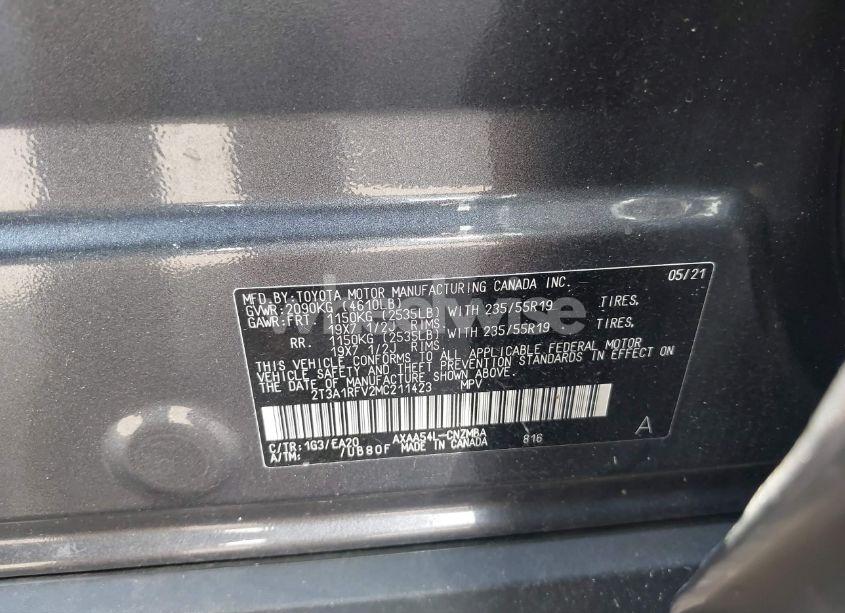 MFD.BY:TOYOTA MOTOR MANUFACTURING CANADA INC. 05/21
GVWR:2090KG (4610LB)
GAWR:FRT 1150KG (2535LB) WITH 235/55R19 TIRES,
19X7 1/2J RIMS
RR. 1150KG (2535LB) WITH 235/55R19 TIRES,
19X7 1/2J RIMS
THIS VEHICLE CONFORMS TO ALL APPLICABLE FEDERAL MOTOR
VEHICLE SAFETY AND THEFT PREVENTION STANDARDS IN EFFECT ON
THE DATE OF MANUFACTURE SHOWN ABOVE.
2T3A1RFV2MC211423 MPV
C/TR:1G3/EA20 AXAA54L-CNZMBA 816 A
A/TM: /UB80F MADE IN CANADA
wheelwise